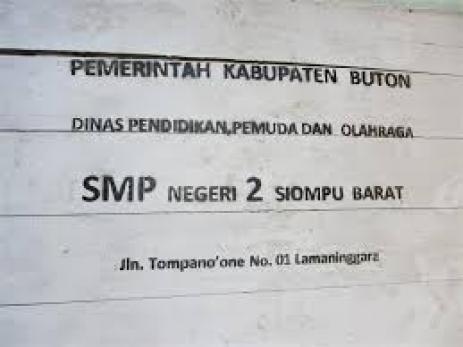 PEMERINTAH KABUPATEN BUTON
DINAS PENDIDIKAN,PEMUDA DAN OLAHRAGA
SMP NEGERI 2 SIOMPU BARAT
Jln. Tompano'one No. 01 Lamaninggara